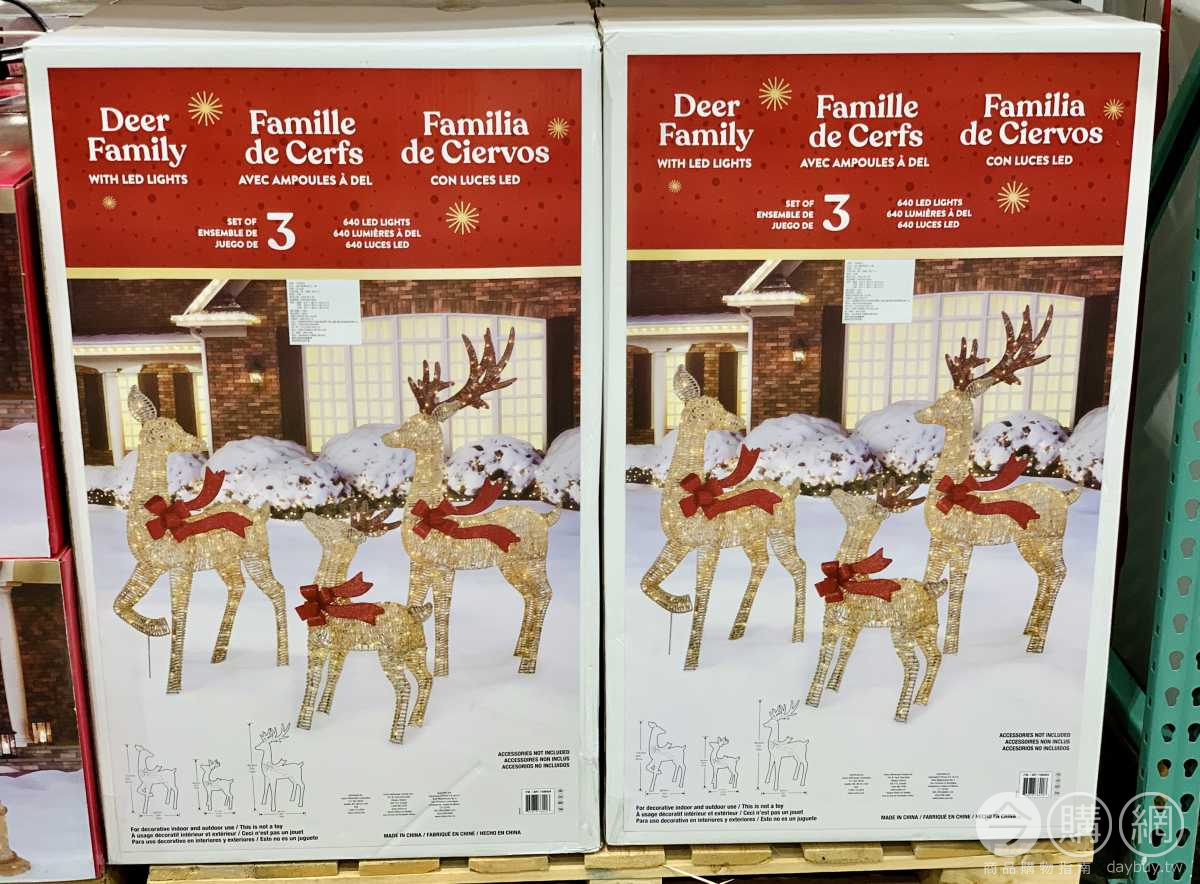 Deer
Family
WITH LED LIGHTS
Famille
de Cerfs
AVEC AMPOULES À DEL
Familia
de Ciervos
CON LUCES LED
SET OF
ENSEMBLE DE
JUEGO DE
3
640 LED LIGHTS
640 LUMIÈRES À DEL
640 LUCES LED
ACCESSORIES NOT INCLUDED
ACCESSOIRES NON INCLUS
ACCESORIOS NO INCLUIDOS
For decorative indoor and outdoor use / This is not a toy
À usage décoratif intérieur et extérieur / Ceci n'est pas un jouet
Para uso decorativo en interiores y exteriores / Esto no es un juguete
MADE IN CHINA / FABRIQUÉ EN CHINE / HECHO EN CHINA
Deer
Family
WITH LED LIGHTS
Famille
de Cerfs
AVEC AMPOULES À DEL
Familia
de Ciervos
CON LUCES LED
SET OF
ENSEMBLE DE
JUEGO DE
3
640 LED LIGHTS
640 LUMIÈRES À DEL
640 LUCES LED
ACCESSORIES NOT INCLUDED
ACCESSOIRES NON INCLUS
ACCESORIOS NO INCLUIDOS
For decorative indoor and outdoor use / This is not a toy
À usage décoratif intérieur et extérieur / Ceci n'est pas un jouet
Para uso decorativo en interiores y exteriores / Esto no es un juguete
MADE IN CHINA / FABRIQUÉ EN CHINE / HECHO EN CHINA
今購網
商品購物指南 daybuy.tw